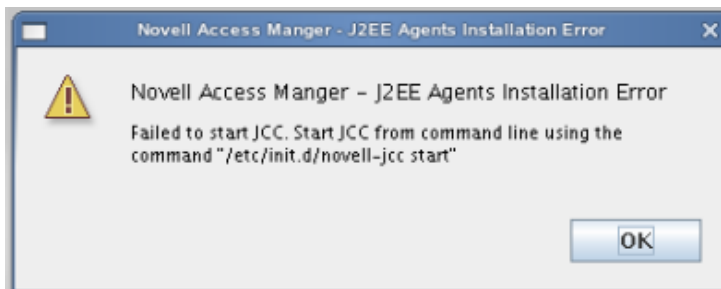 Novell Access Manger - J2EE Agents Installation Error
Novell Access Manger – J2EE Agents Installation Error
Failed to start JCC. Start JCC from command line using the
command "/etc/init.d/novell-jcc start"
OK